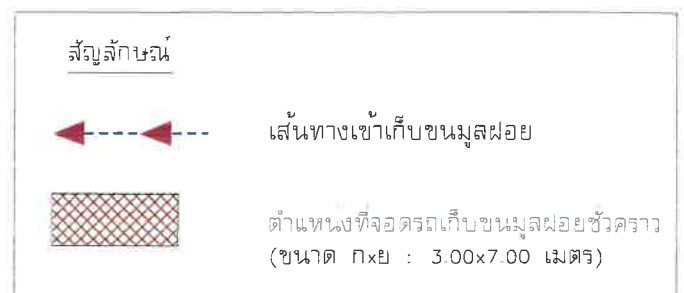 สัญลักษณ์
เส้นทางเข้าเก็บขนมูลฝอย
ตำแหน่งที่จอดรถเก็บขนมูลฝอยชั่วคราว
(ขนาด กxย : 3.00x7.00 เมตร)